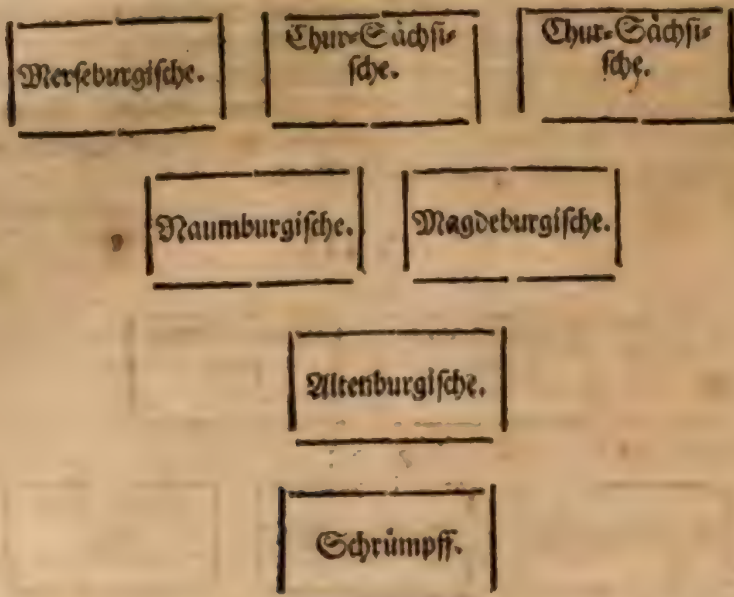 Merseburgische.
Chur-Sächsi-
sche.
Chur-Sächsi-
sche.
Naumburgische.
Magdeburgische.
Altenburgische.
Schrümpff.